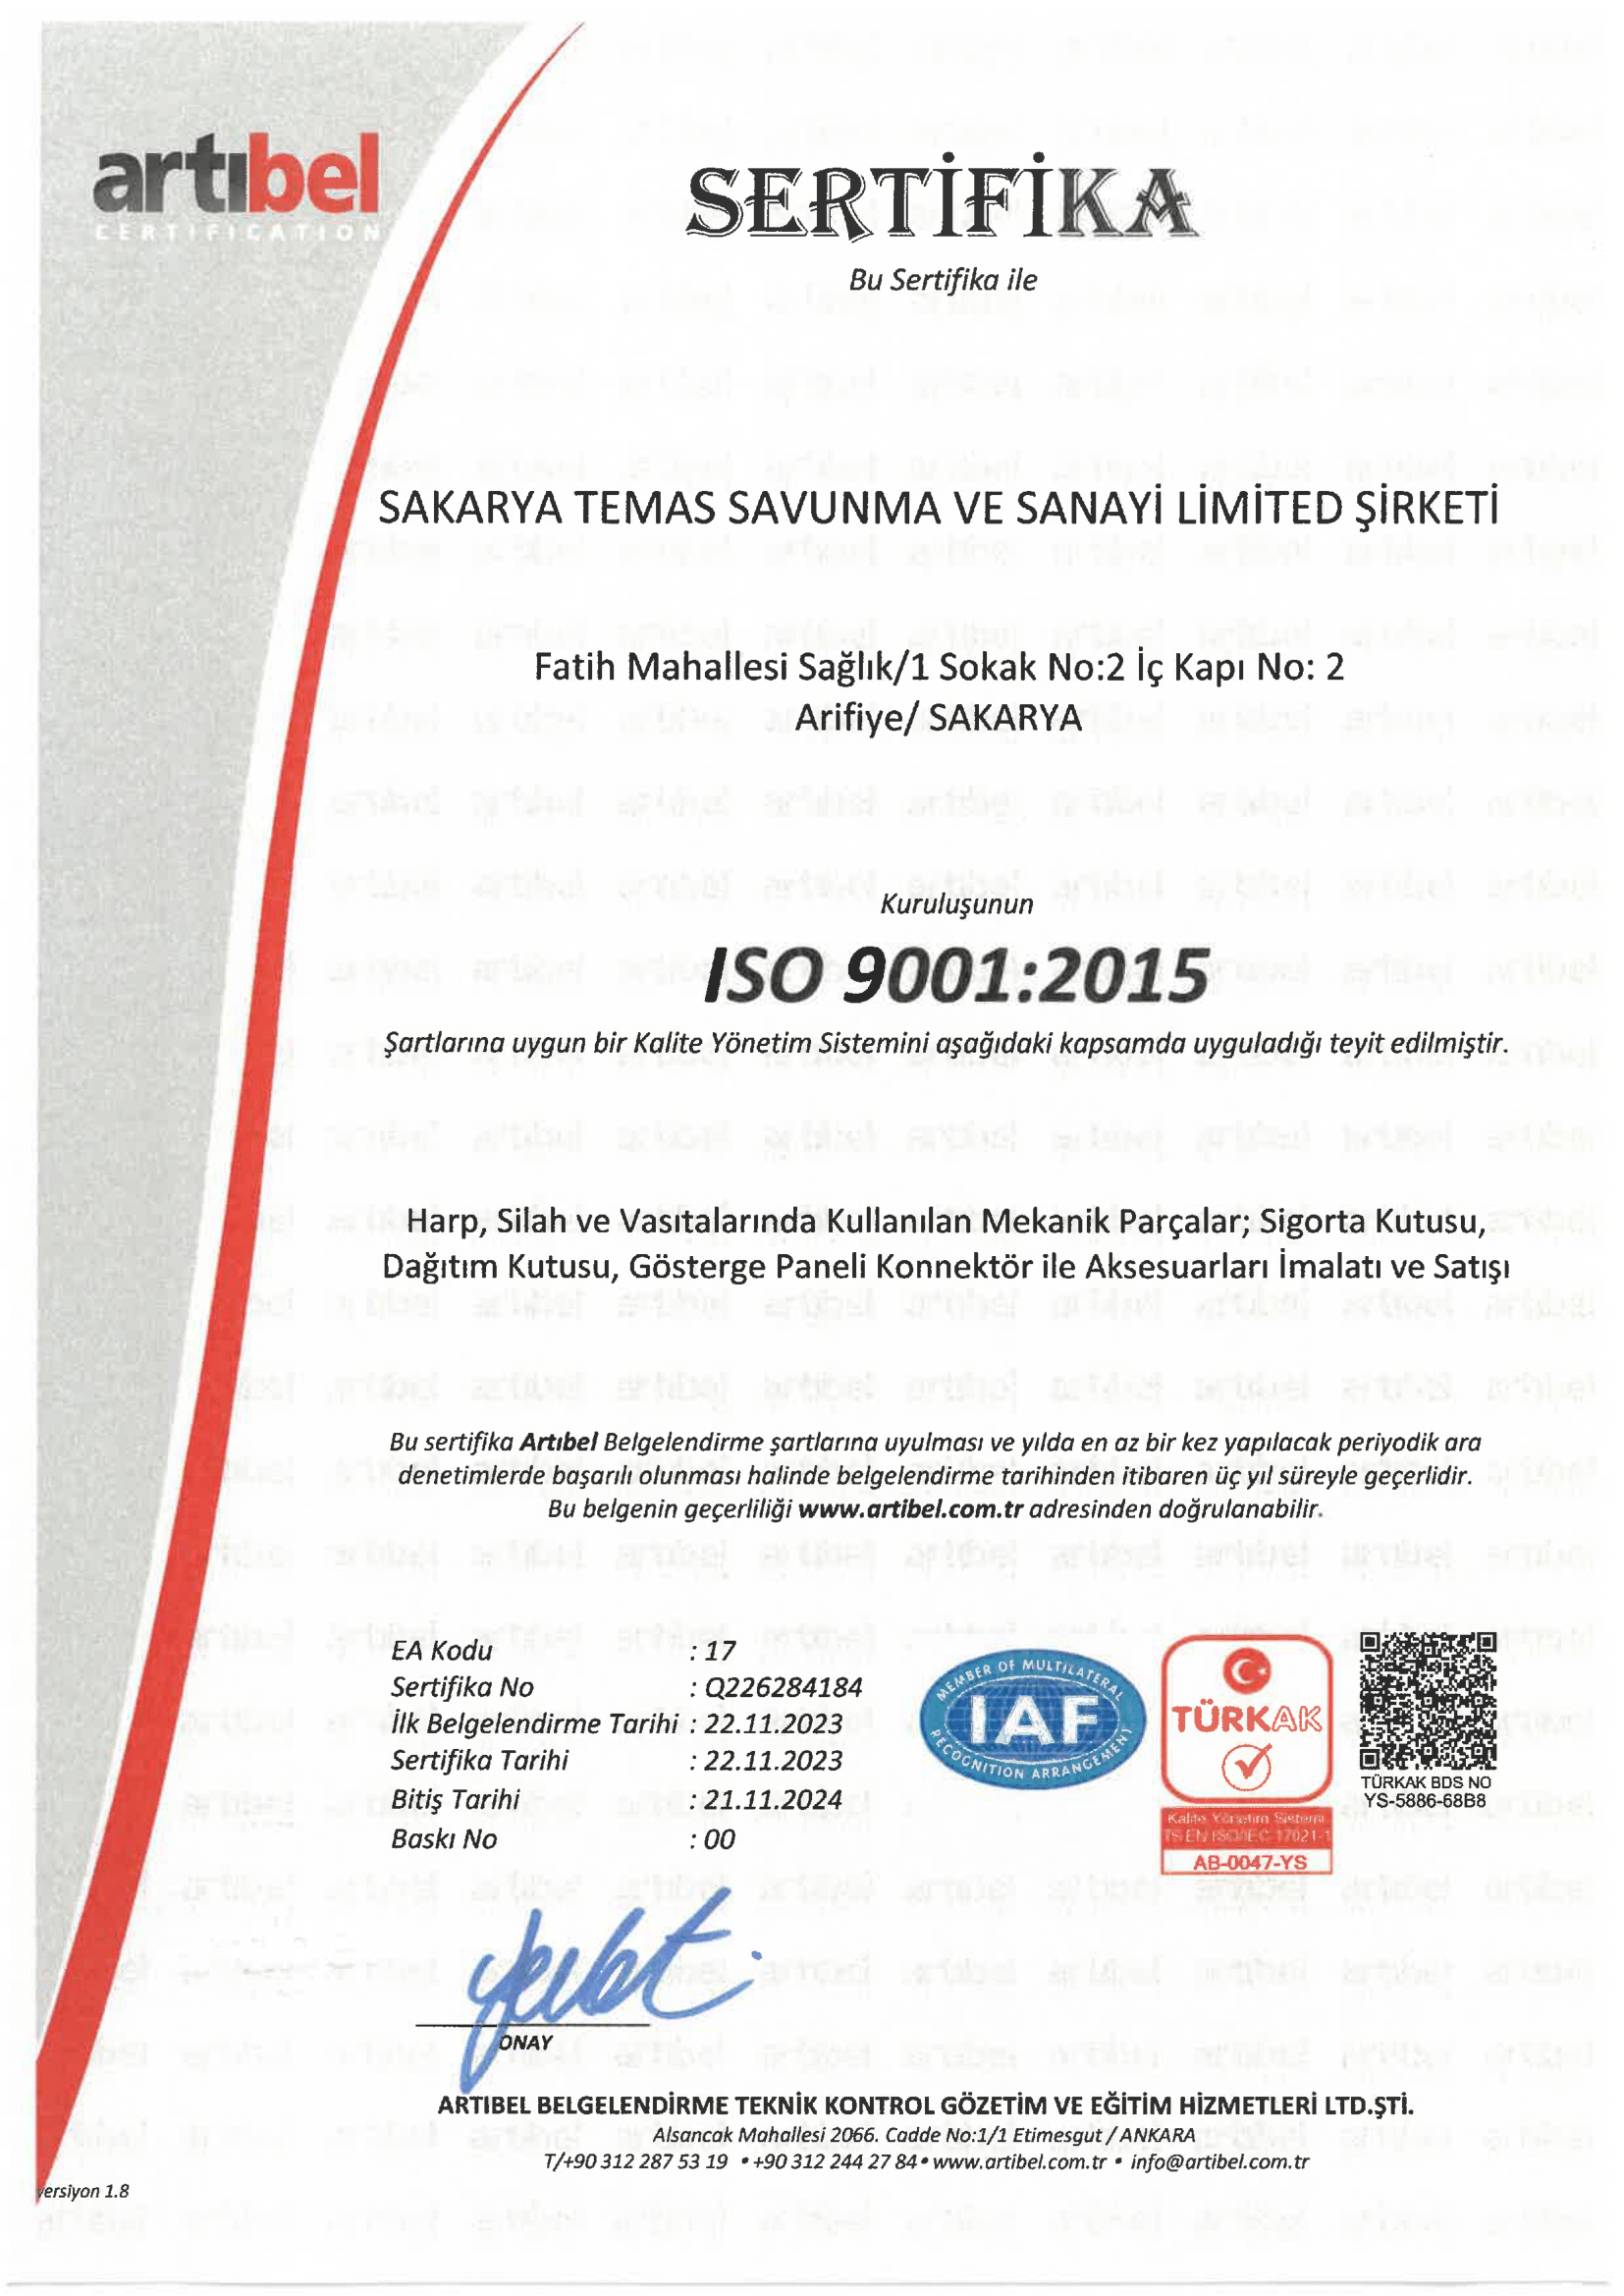 artıbel
CERTIFICATION
SERTİFİKA
Bu Sertifika ile
SAKARYA TEMAS SAVUNMA VE SANAYİ LİMİTED ŞİRKETİ
Fatih Mahallesi Sağlık/1 Sokak No:2 İç Kapı No: 2
Arifiye/ SAKARYA
Kuruluşunun
ISO 9001:2015
Şartlarına uygun bir Kalite Yönetim Sistemini aşağıdaki kapsamda uyguladığı teyit edilmiştir.
Harp, Silah ve Vasıtalarında Kullanılan Mekanik Parçalar; Sigorta Kutusu,
Dağıtım Kutusu, Gösterge Paneli Konnektör ile Aksesuarları İmalatı ve Satışı
Bu sertifika Artıbel Belgelendirme şartlarına uyulması ve yılda en az bir kez yapılacak periyodik ara
denetimlerde başarılı olunması halinde belgelendirme tarihinden itibaren üç yıl süreyle geçerlidir.
Bu belgenin geçerliliği www.artibel.com.tr adresinden doğrulanabilir.
EA Kodu : 17
Sertifika No : Q226284184
İlk Belgelendirme Tarihi : 22.11.2023
Sertifika Tarihi : 22.11.2023
Bitiş Tarihi : 21.11.2024
Baskı No : 00
MEMBER OF MULTILATERAL
IAF
RECOGNITION ARRANGEMENT
TÜRKAK
Kalite Yönetim Sistemi
TS EN ISO/IEC 17021-1
AB-0047-YS
TÜRKAK BDS NO
YS-5886-68B8
ONAY
ARTIBEL BELGELENDİRME TEKNİK KONTROL GÖZETİM VE EĞİTİM HİZMETLERİ LTD.ŞTİ.
Alsancak Mahallesi 2066. Cadde No:1/1 Etimesgut / ANKARA
T/+90 312 287 53 19 • +90 312 244 27 84 • www.artibel.com.tr • info@artibel.com.tr
versiyon 1.8